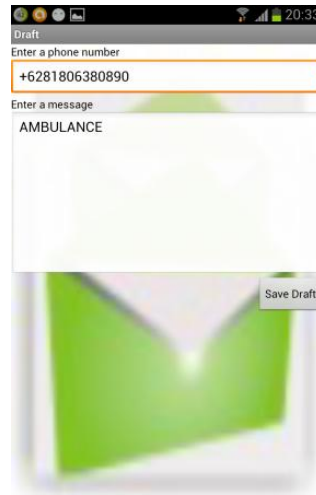 20:33
Draft
Enter a phone number
+6281806380890
Enter a message
AMBULANCE
Save Draft